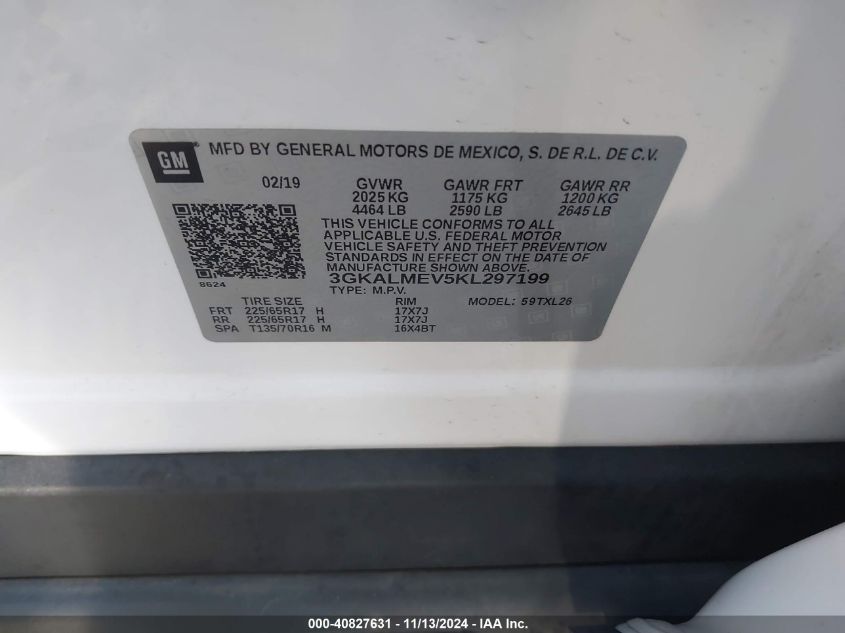 GM
MFD BY GENERAL MOTORS DE MEXICO, S. DE R.L. DE C.V.
02/19 GVWR GAWR FRT GAWR RR
2025 KG 1175 KG 1200 KG
4464 LB 2590 LB 2645 LB
THIS VEHICLE CONFORMS TO ALL
APPLICABLE U.S. FEDERAL MOTOR
VEHICLE SAFETY AND THEFT PREVENTION
STANDARDS IN EFFECT ON THE DATE OF
MANUFACTURE SHOWN ABOVE.
3GKALMEV5KL297199
8624
TYPE: M.P.V.
TIRE SIZE RIM MODEL: 59TXL26
FRT 225/65R17 H 17X7J
RR 225/65R17 H 17X7J
SPA T135/70R16 M 16X4BT
000-40827631 - 11/13/2024 - IAA Inc.